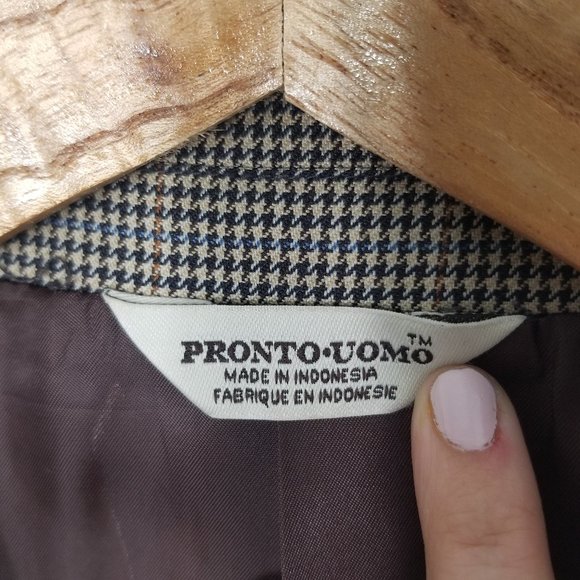 PRONTO•UOMO™
MADE IN INDONESIA
FABRIQUE EN INDONESIE